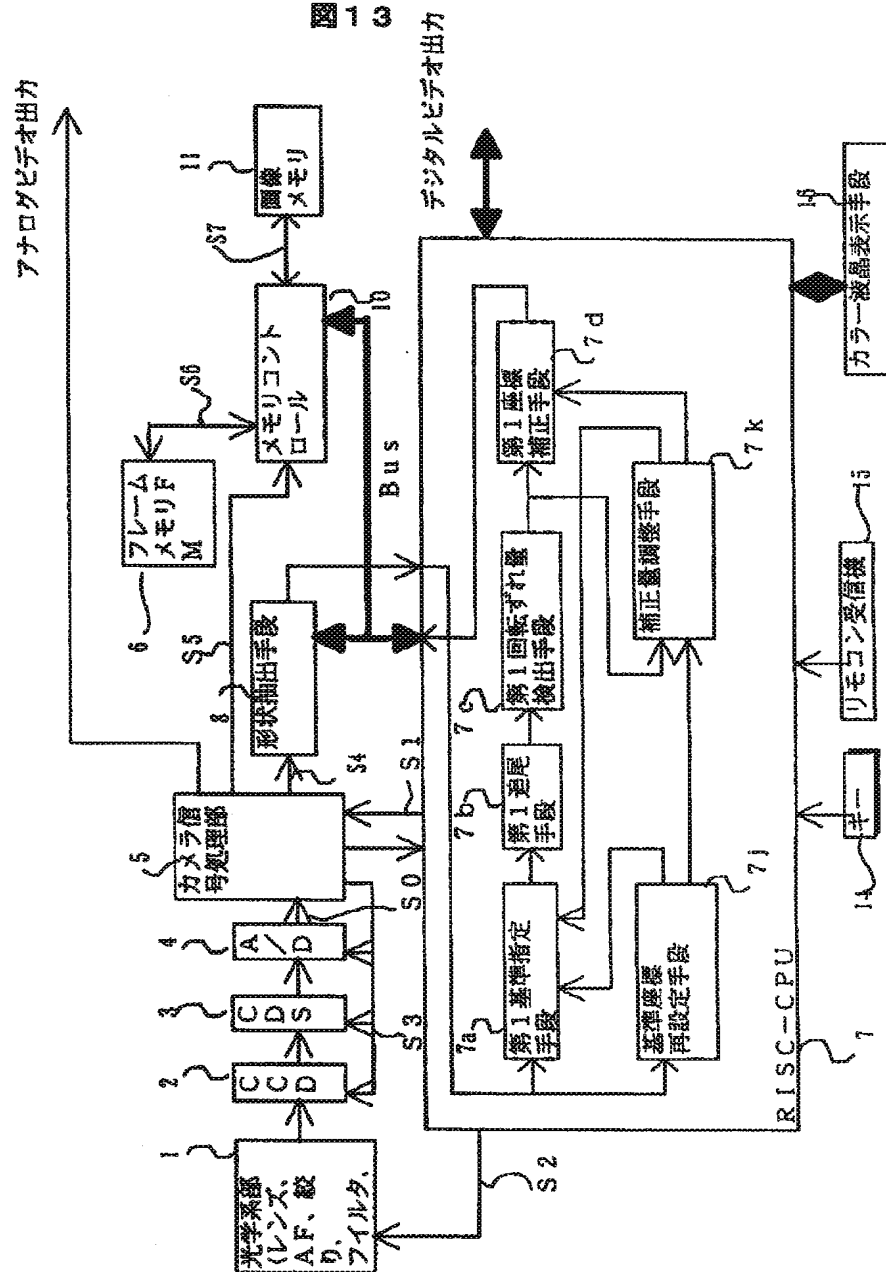 図13
アナログビデオ出力
1
光学系部
(レンズ、
AF、絞
り、
フィルタ、
2
CCD
3
CDS
4
A/D
S0
S3
5
カメラ信
号処理部
S5
S4
S1
8
形状抽出手段
6
フレーム
メモリF
M
S6
メモリコント
ロール
10
S7
11
画像
メモリ
Bus
デジタルビデオ出力
S2
7a
第1基準指定
手段
7b
第1追尾
手段
7c
第1回転ずれ量
検出手段
第1座標
補正手段
7d
基準座標
再設定手段
7j
補正量調整手段
7k
RISC-CPU
7
14
キー
リモコン受信機
15
16
カラー液晶表示手段